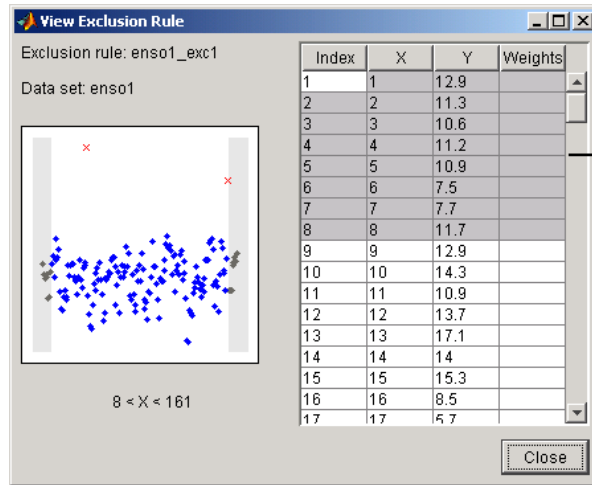 View Exclusion Rule
Exclusion rule: enso1_exc1
Data set: enso1
8 < X < 161
Index X Y Weights
1 1 12.9
2 2 11.3
3 3 10.6
4 4 11.2
5 5 10.9
6 6 7.5
7 7 7.7
8 8 11.7
9 9 12.9
10 10 14.3
11 11 10.9
12 12 13.7
13 13 17.1
14 14 14
15 15 15.3
16 16 8.5
17 17 5.7
Close